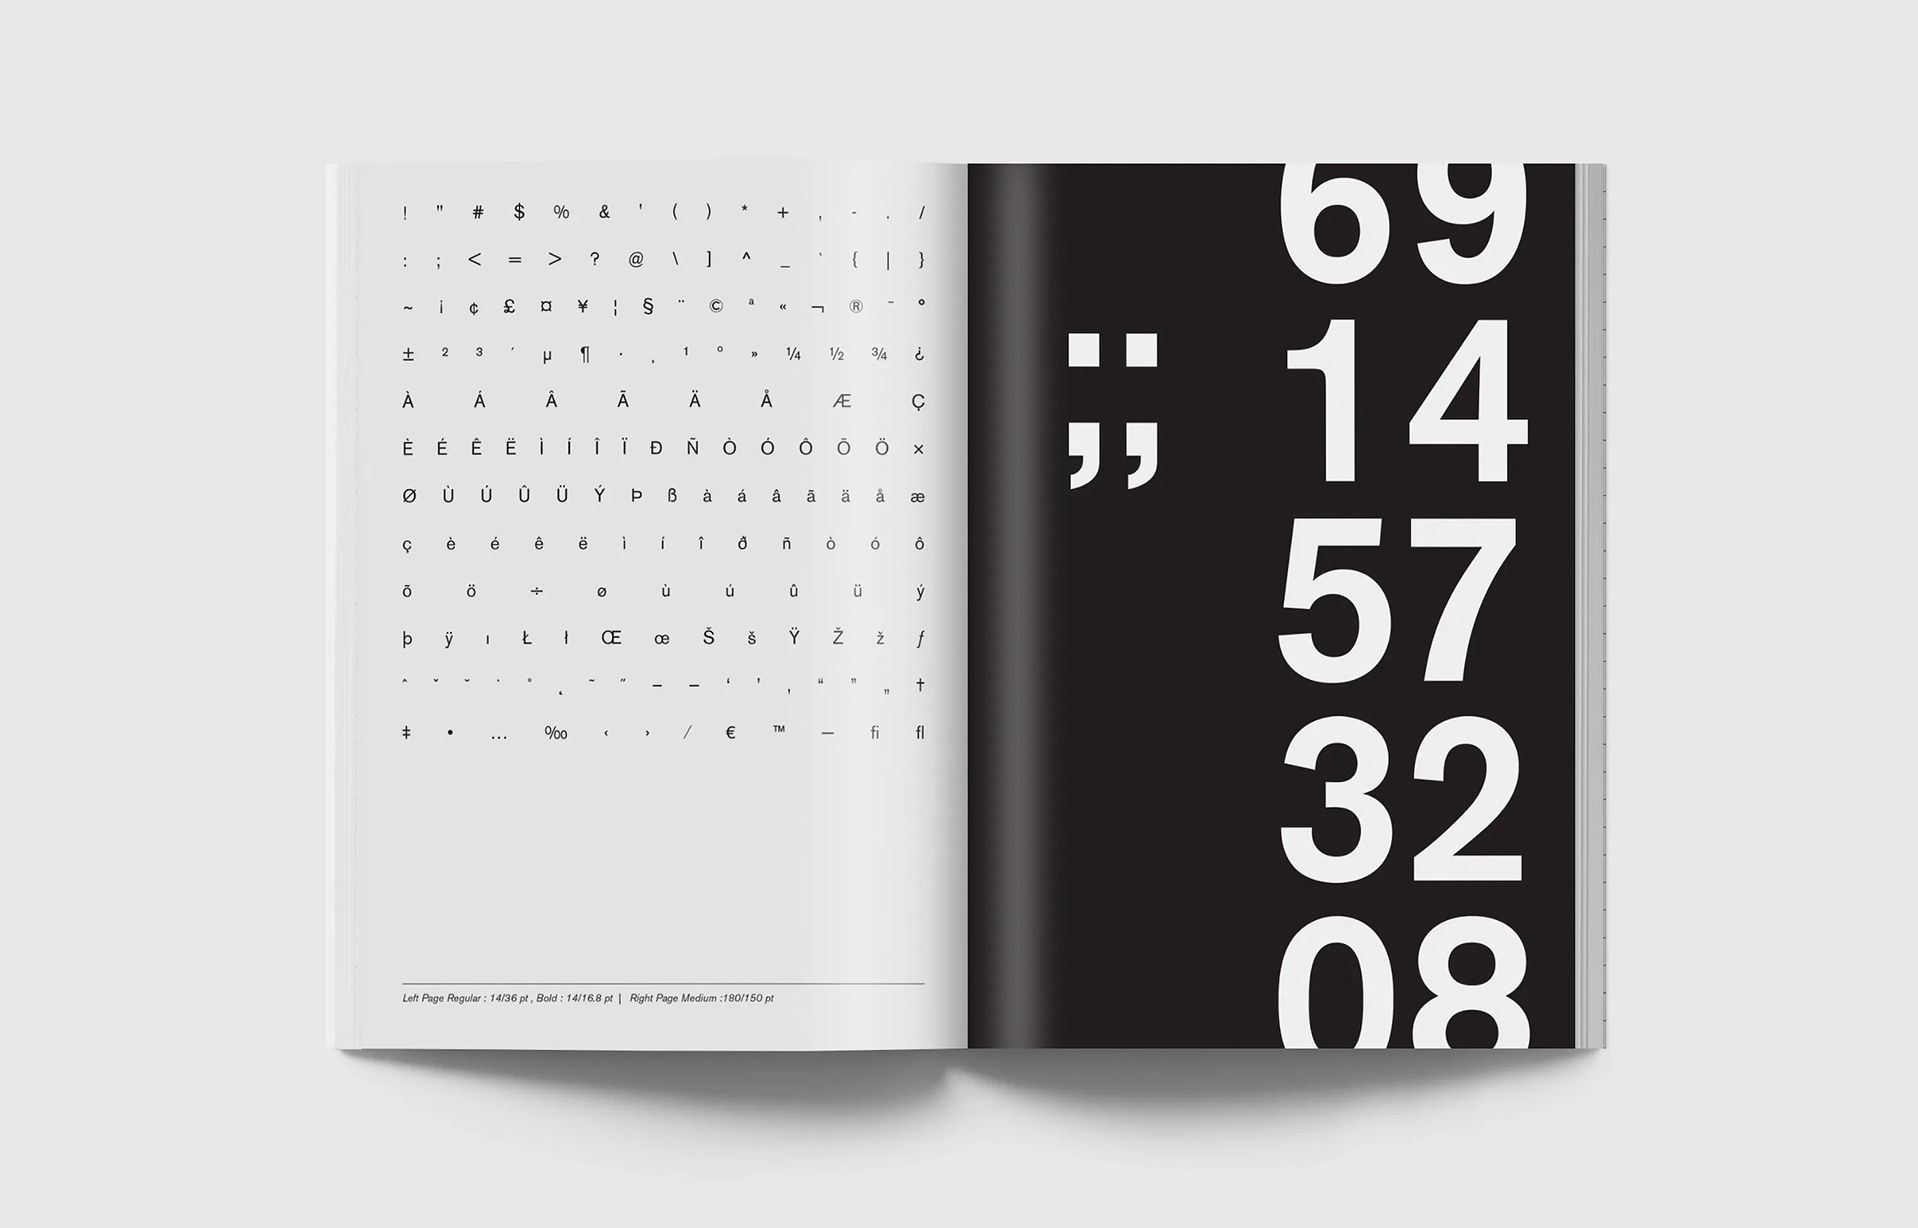 ! " # $ % & ' ( ) * + , - . /
: ; < = > ? @ \ ] ^ _ ` { | }
~ ¡ ¢ £ ¤ ¥ ¦ § ¨ © ª « ¬ ® ¯ °
± ² ³ ´ µ ¶ · ¸ ¹ º » ¼ ½ ¾ ¿
À Á Â Ã Ä Å Æ Ç
È É Ê Ë Ì Í Î Ï Ð Ñ Ò Ó Ô Õ Ö ×
Ø Ù Ú Û Ü Ý Þ ß à á â ã ä å æ
ç è é ê ë ì í î ð ñ ò ó ô
õ ö ÷ ø ù ú û ü ý
þ ÿ ı Ł ł Œ œ Š š Ÿ Ž ž ƒ
ˆ ˇ ˘ ˙ ˚ ˛ ˜ ˝ – — ‘ ’ ‚ “ ” „ †
‡ • … ‰ ‹ › ⁄ € ™ − fi fl
Left Page Regular : 14/36 pt , Bold : 14/16.8 pt | Right Page Medium :180/150 pt
69
;; 14
57
32
08